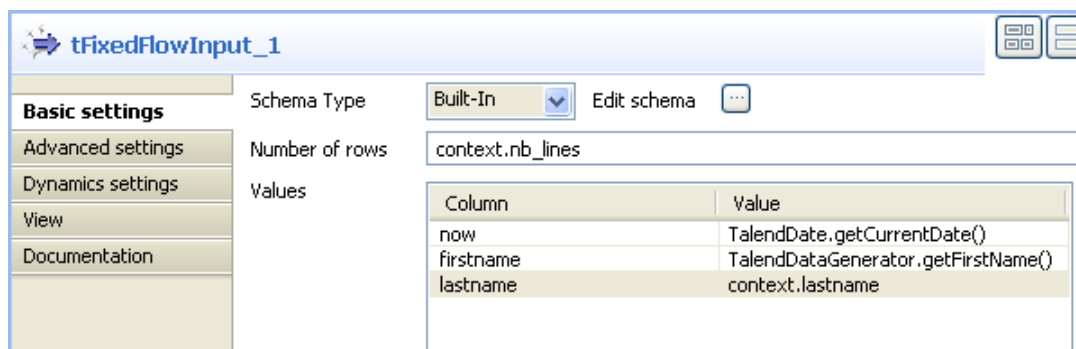 tFixedFlowInput_1
Basic settings
Advanced settings
Dynamics settings
View
Documentation
Schema Type
Built-In
Edit schema
...
Number of rows
context.nb_lines
Values
Column Value
now TalendDate.getCurrentDate()
firstname TalendDataGenerator.getFirstName()
lastname context.lastname